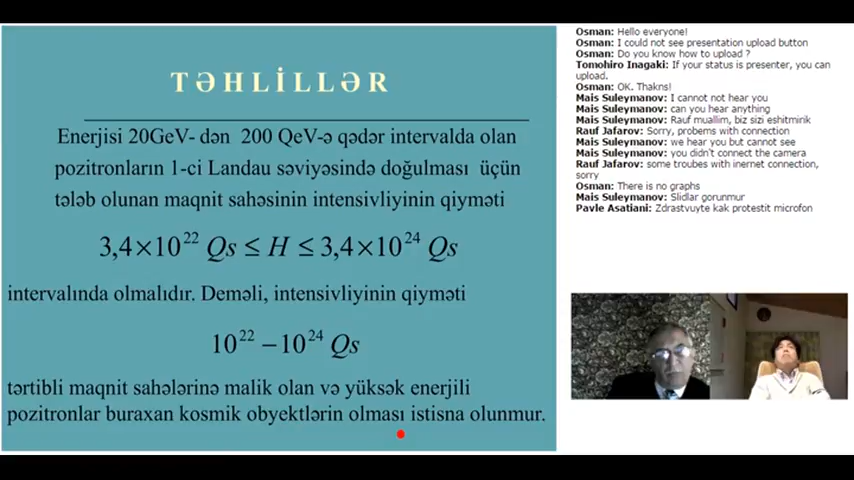 TƏHLİLLƏR
Enerjisi 20GeV- dən 200 QeV-ə qədər intervalda olan
pozitronların 1-ci Landau səviyəsində doğulması üçün
tələb olunan maqnit sahəsinin intensivliyinin qiyməti
3,4×10²² Qs ≤ H ≤ 3,4×10²⁴ Qs
intervalında olmalıdır. Deməli, intensivliyinin qiyməti
10²² – 10²⁴ Qs
tərtibli maqnit sahələrinə malik olan və yüksək enerjili
pozitronlar buraxan kosmik obyektlərin olması istisna olunmur.
Osman: Hello everyone!
Osman: I could not see presentation upload button
Osman: Do you know how to upload ?
Tomohiro Inagaki: If your status is presenter, you can
upload.
Osman: OK. Thakns!
Mais Suleymanov: I cannot not hear you
Mais Suleymanov: can you hear anything
Mais Suleymanov: Rauf muallim, biz sizi eshitmirik
Rauf Jafarov: Sorry, probems with connection
Mais Suleymanov: we hear you but cannot see
Mais Suleymanov: you didn't connect the camera
Rauf Jafarov: some troubes with inernet connection,
sorry
Osman: There is no graphs
Mais Suleymanov: Slidlar gorunmur
Pavle Asatiani: Zdrastvuyte kak protestit microfon